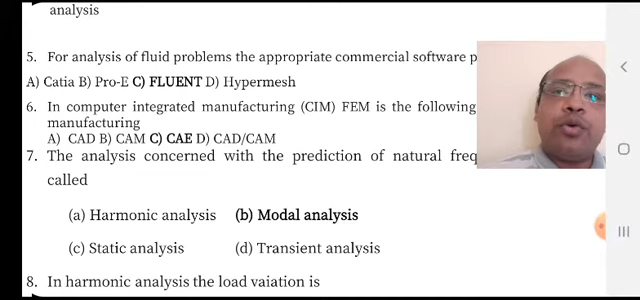 analysis
5. For analysis of fluid problems the appropriate commercial software p
A) Catia B) Pro-E C) FLUENT D) Hypermesh
6. In computer integrated manufacturing (CIM) FEM is the following
manufacturing
A) CAD B) CAM C) CAE D) CAD/CAM
7. The analysis concerned with the prediction of natural freq
called
(a) Harmonic analysis (b) Modal analysis
(c) Static analysis (d) Transient analysis
8. In harmonic analysis the load vaiation is